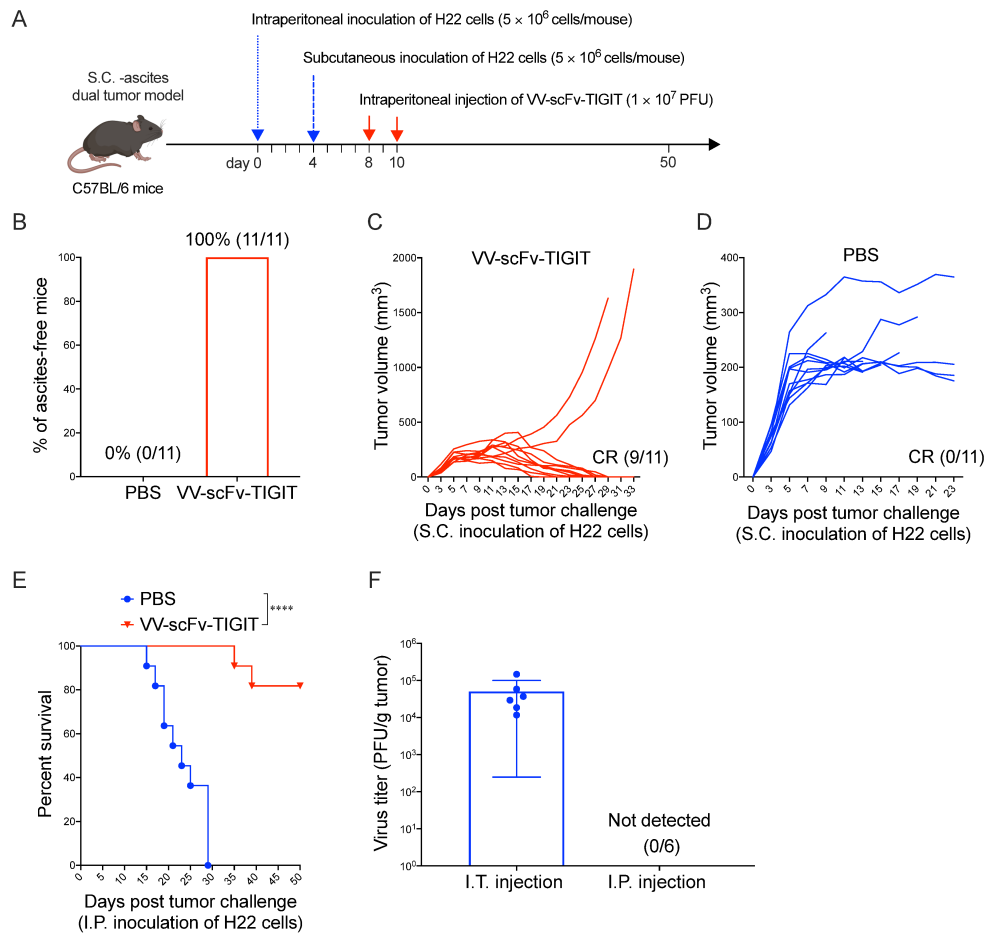 A
Intraperitoneal inoculation of H22 cells (5 × 10⁶ cells/mouse)
Subcutaneous inoculation of H22 cells (5 × 10⁶ cells/mouse)
S.C. -ascites
dual tumor model
Intraperitoneal injection of VV-scFv-TIGIT (1 × 10⁷ PFU)
day 0 4 8 10 50
C57BL/6 mice
B
100% (11/11)
% of ascites-free mice
100
80
60
40
20
0
0% (0/11)
PBS VV-scFv-TIGIT
C
VV-scFv-TIGIT
Tumor volume (mm³)
2000
1500
1000
500
0
CR (9/11)
0 3 5 7 9 11 13 15 17 19 21 23 25 27 29 31 33
Days post tumor challenge
(S.C. inoculation of H22 cells)
D
PBS
Tumor volume (mm³)
400
300
200
100
0
CR (0/11)
0 3 5 7 9 11 13 15 17 19 21 23
Days post tumor challenge
(S.C. inoculation of H22 cells)
E
PBS
VV-scFv-TIGIT
****
Percent survival
100
80
60
40
20
0
0 5 10 15 20 25 30 35 40 45 50
Days post tumor challenge
(I.P. inoculation of H22 cells)
F
Virus titer (PFU/g tumor)
10⁶
10⁵
10⁴
10³
10²
10¹
10⁰
Not detected
(0/6)
I.T. injection I.P. injection